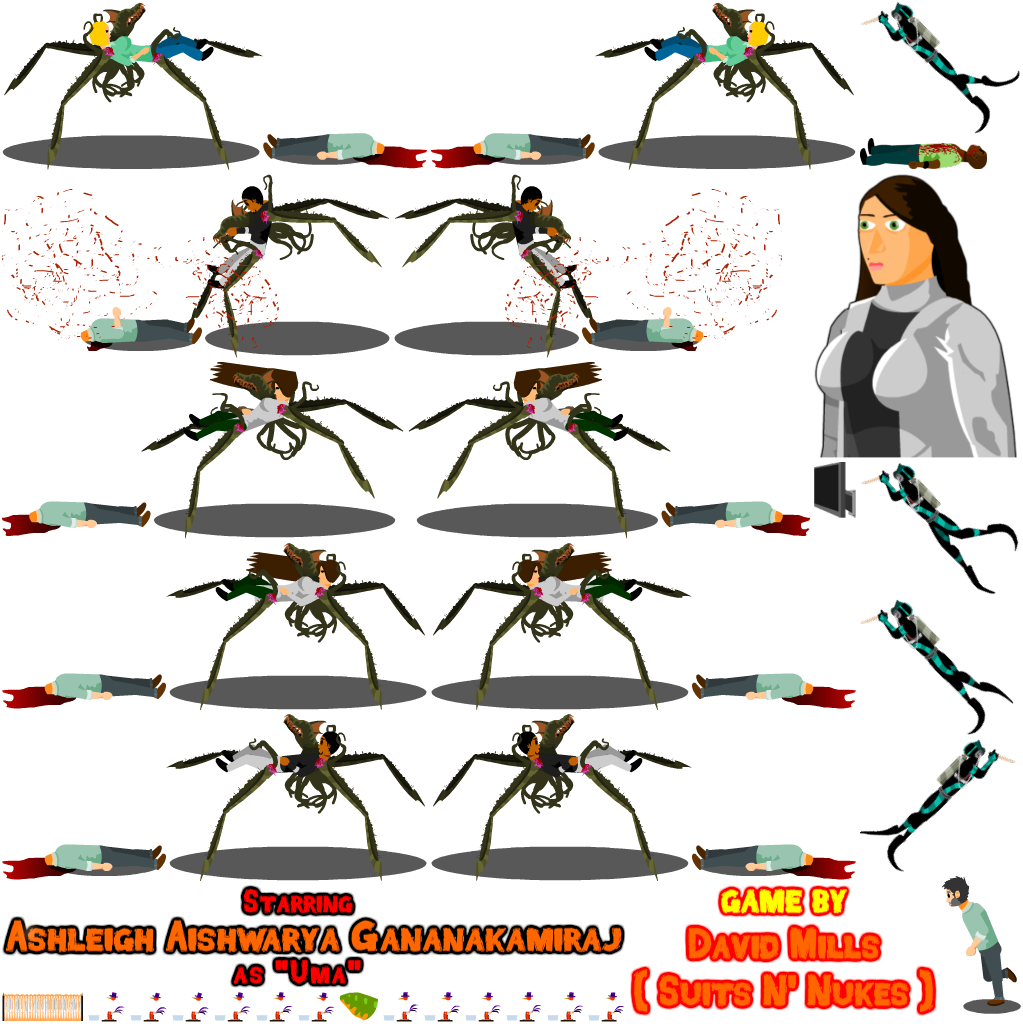 Starring
Ashleigh Aishwarya Gananakamiraj
as "Uma"
GAME BY
David Mills
( Suits N' Nukes )